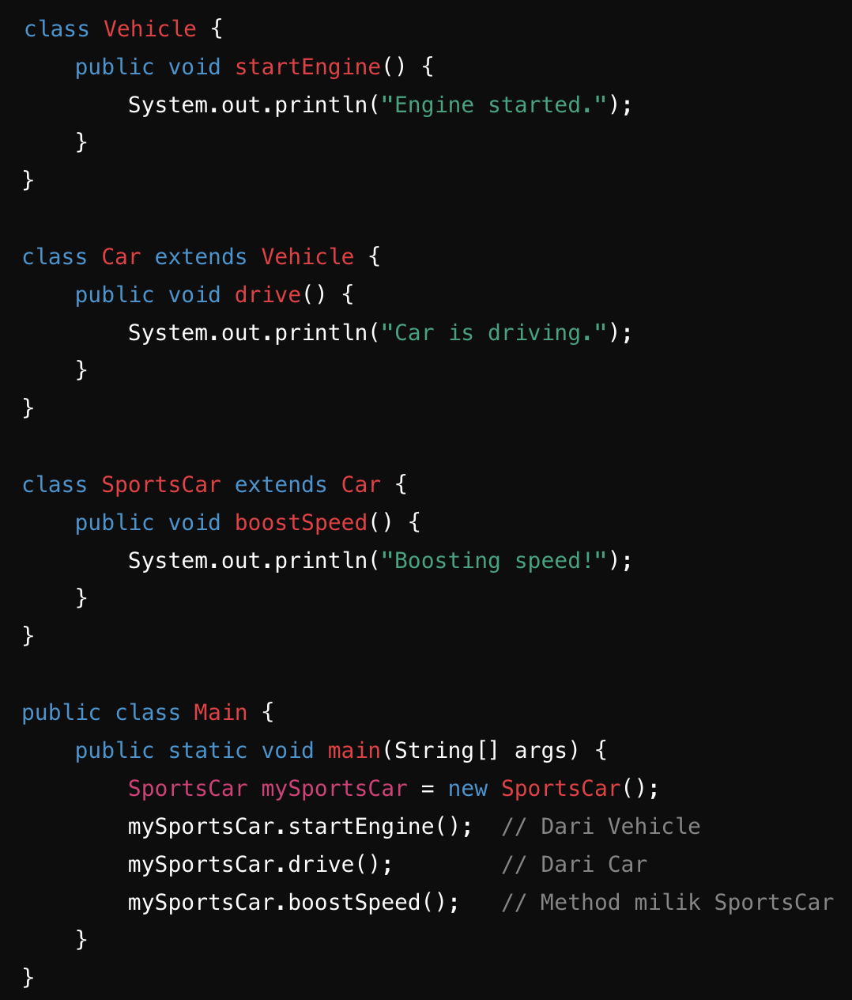 class Vehicle {
    public void startEngine() {
        System.out.println("Engine started.");
    }
}

class Car extends Vehicle {
    public void drive() {
        System.out.println("Car is driving.");
    }
}

class SportsCar extends Car {
    public void boostSpeed() {
        System.out.println("Boosting speed!");
    }
}

public class Main {
    public static void main(String[] args) {
        SportsCar mySportsCar = new SportsCar();
        mySportsCar.startEngine();  // Dari Vehicle
        mySportsCar.drive();        // Dari Car
        mySportsCar.boostSpeed();   // Method milik SportsCar
    }
}